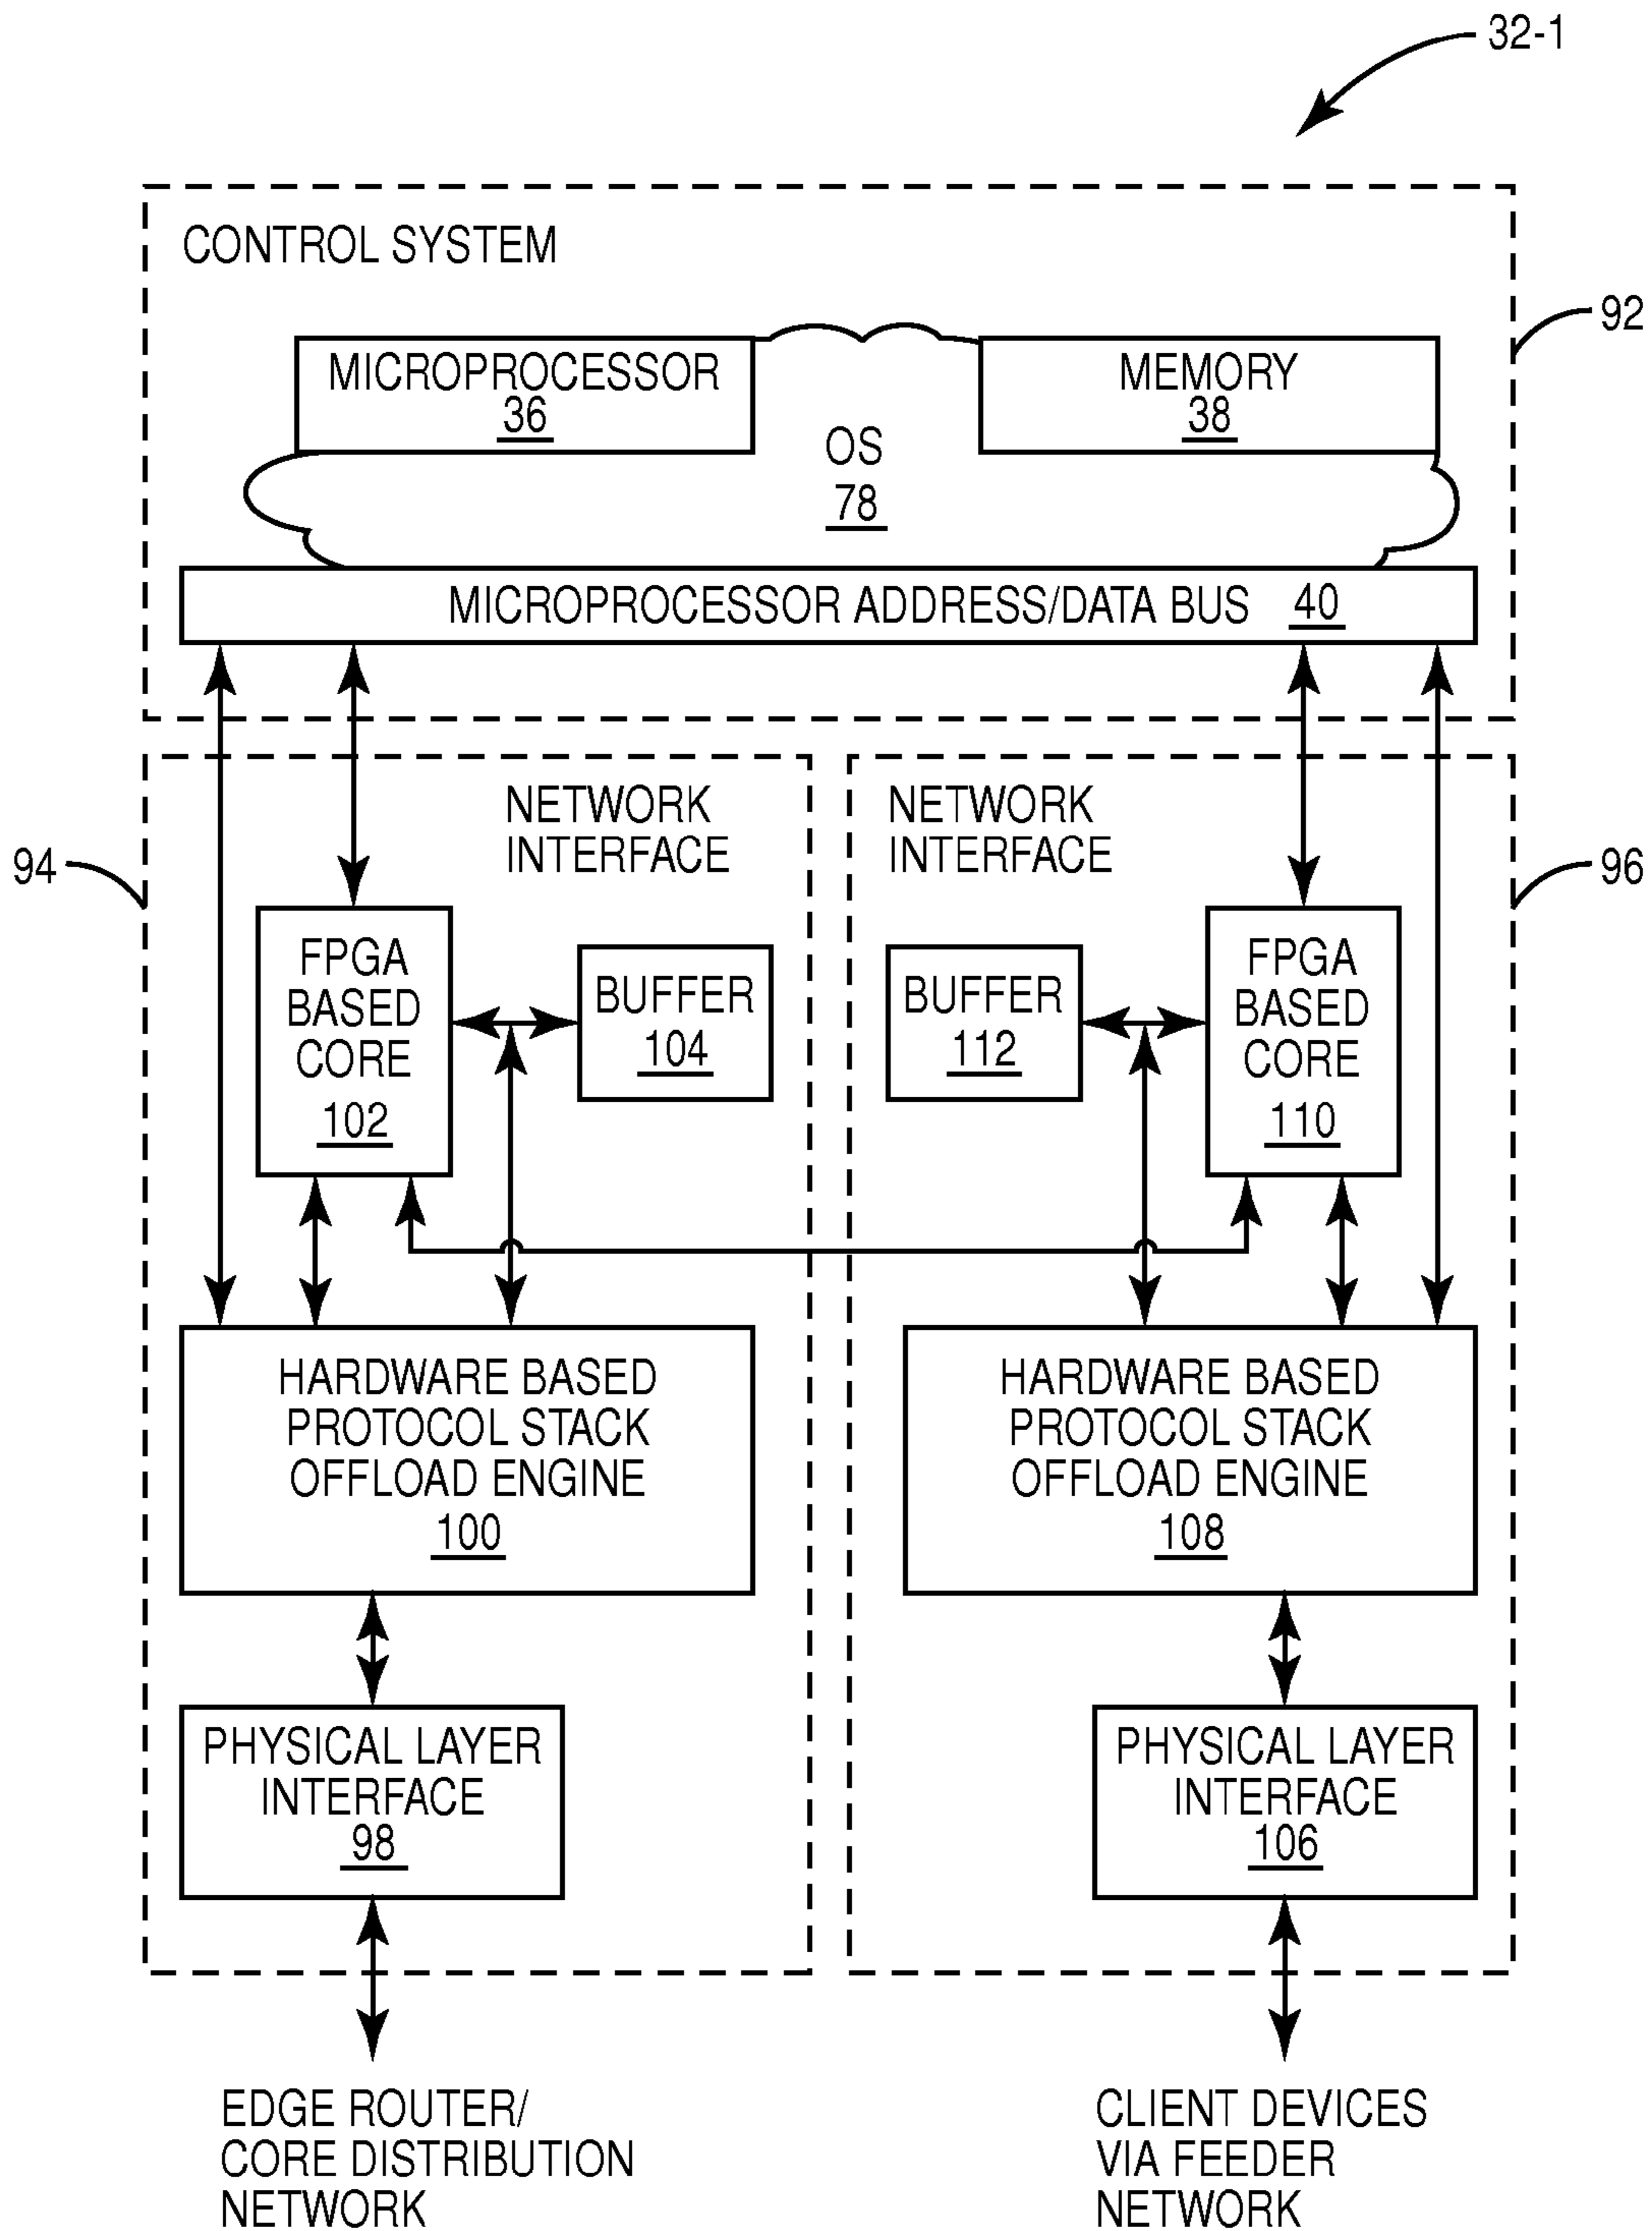 32-1
CONTROL SYSTEM
92
MICROPROCESSOR
36
MEMORY
38
OS
78
MICROPROCESSOR ADDRESS/DATA BUS 40
94
NETWORK
INTERFACE
NETWORK
INTERFACE
96
FPGA
BASED
CORE
102
BUFFER
104
BUFFER
112
FPGA
BASED
CORE
110
HARDWARE BASED
PROTOCOL STACK
OFFLOAD ENGINE
100
HARDWARE BASED
PROTOCOL STACK
OFFLOAD ENGINE
108
PHYSICAL LAYER
INTERFACE
98
PHYSICAL LAYER
INTERFACE
106
EDGE ROUTER/
CORE DISTRIBUTION
NETWORK
CLIENT DEVICES
VIA FEEDER
NETWORK